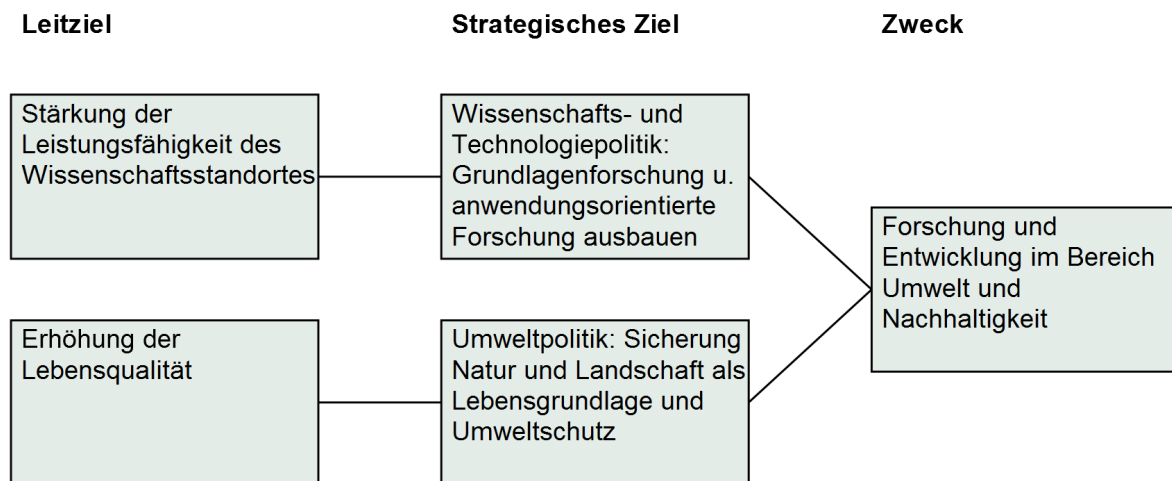 Leitziel
Strategisches Ziel
Zweck
Stärkung der
Leistungsfähigkeit des
Wissenschaftsstandortes
Wissenschafts- und
Technologiepolitik:
Grundlagenforschung u.
anwendungsorientierte
Forschung ausbauen
Forschung und
Entwicklung im Bereich
Umwelt und
Nachhaltigkeit
Erhöhung der
Lebensqualität
Umweltpolitik: Sicherung
Natur und Landschaft als
Lebensgrundlage und
Umweltschutz